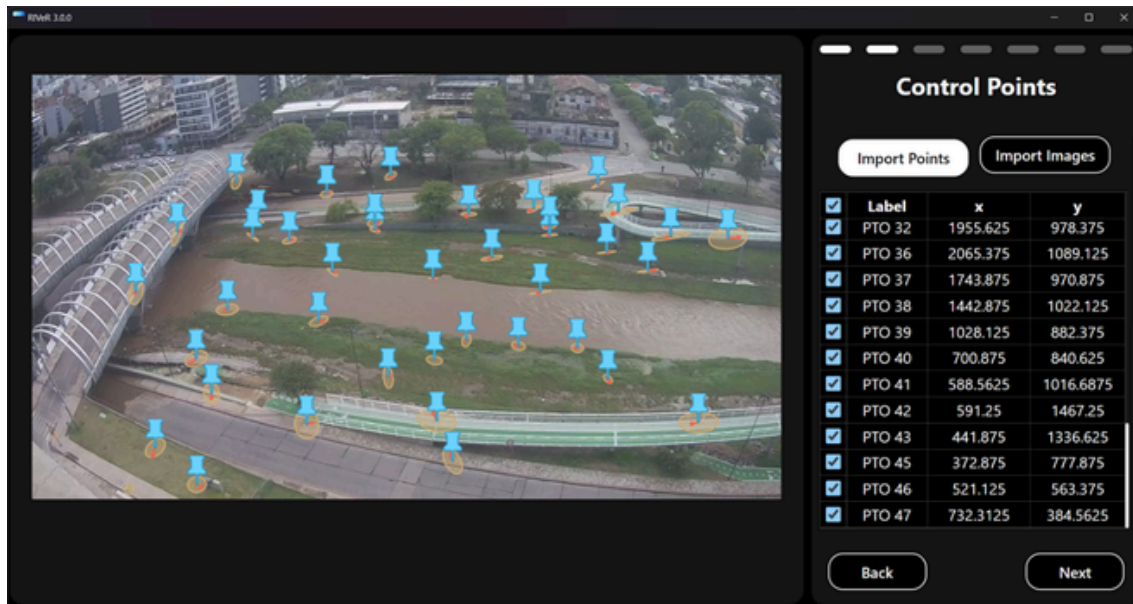 RIVeR 3.0.0
Control Points
Import Points
Import Images
Label x y
PTO 32 1955.625 978.375
PTO 36 2065.375 1089.125
PTO 37 1743.875 970.875
PTO 38 1442.875 1022.125
PTO 39 1028.125 882.375
PTO 40 700.875 840.625
PTO 41 588.5625 1016.6875
PTO 42 591.25 1467.25
PTO 43 441.875 1336.625
PTO 45 372.875 777.875
PTO 46 521.125 563.375
PTO 47 732.3125 384.5625
Back
Next